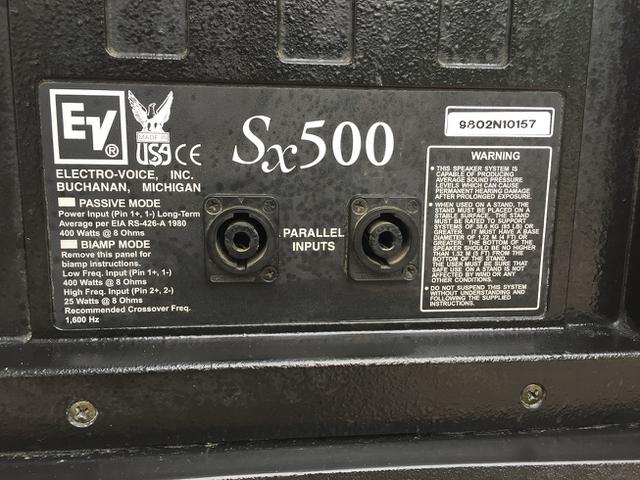 EV®
MADE IN
USA CE
Sx500
9802N10157
ELECTRO-VOICE, INC.
BUCHANAN, MICHIGAN
PASSIVE MODE
Power Input (Pin 1+, 1-) Long-Term
Average per EIA RS-426-A 1980
400 Watts @ 8 Ohms
BIAMP MODE
Remove this panel for
biamp instructions.
Low Freq. Input (Pin 1+, 1-)
400 Watts @ 8 Ohms
High Freq. Input (Pin 2+, 2-)
25 Watts @ 8 Ohms
Recommended Crossover Freq.
1,600 Hz
PARALLEL
INPUTS
WARNING
• THIS SPEAKER SYSTEM IS
CAPABLE OF PRODUCING
AVERAGE SOUND PRESSURE
LEVELS WHICH CAN CAUSE
PERMANENT HEARING DAMAGE
AFTER PROLONGED EXPOSURE.
• WHEN USED ON A STAND, THE
STAND MUST BE PLACED ON A
STABLE SURFACE, THE STAND
MUST BE RATED TO SUPPORT
SYSTEMS OF 38.6 KG (85 LB) OR
GREATER. IT MUST HAVE A BASE
DIAMETER OF 1.22 M (4 FT) OR
GREATER. THE BOTTOM OF THE
SPEAKER SHOULD BE NO HIGHER
THAN 1.52 M (5 FT) FROM
THE BOTTOM OF THE STAND.
THE USER MUST BE SURE THAT
SAFE USE ON A STAND IS NOT
AFFECTED BY WIND OR ANY
OTHER CONDITIONS.
• DO NOT SUSPEND THIS SYSTEM
WITHOUT UNDERSTANDING AND
FOLLOWING THE SUPPLIED
INSTRUCTIONS.